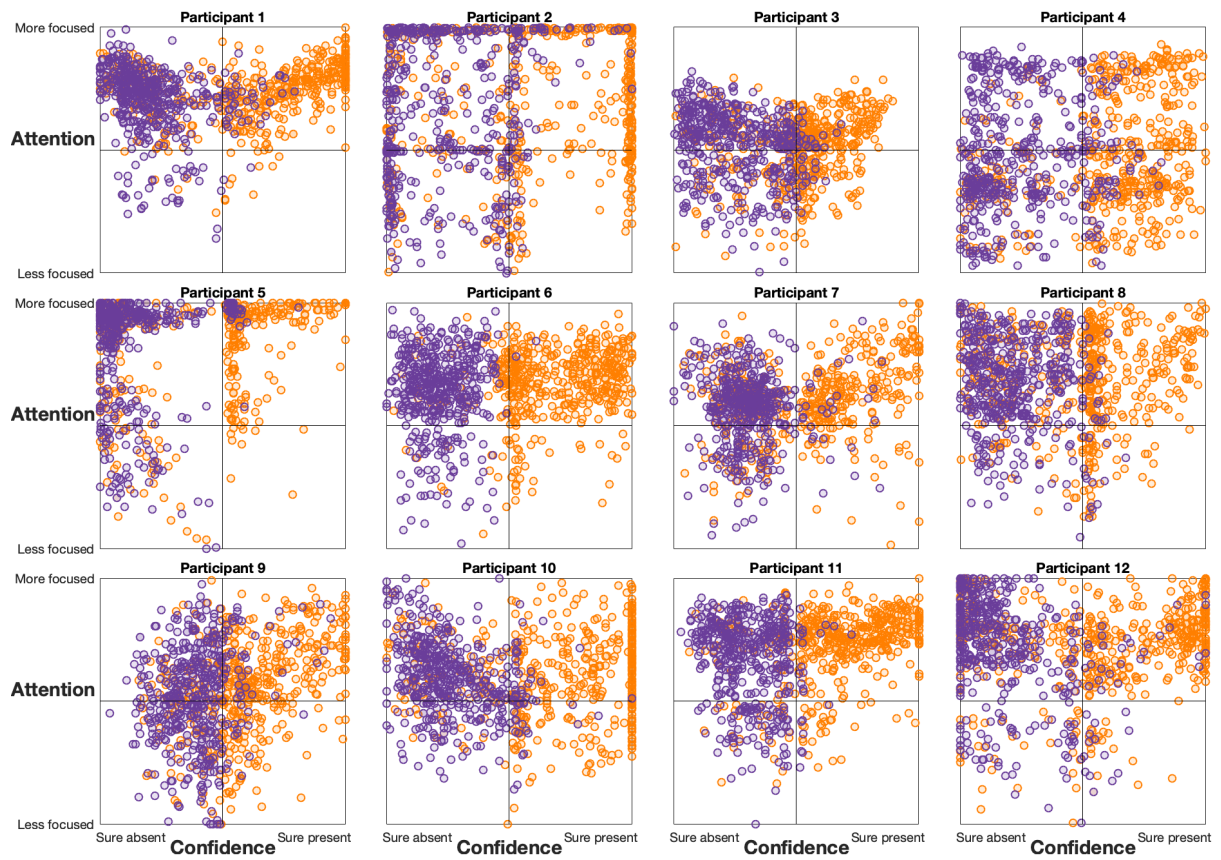 Participant 1
Participant 2
Participant 3
Participant 4
More focused
Attention
Less focused
Participant 5
Participant 6
Participant 7
Participant 8
More focused
Attention
Less focused
Participant 9
Participant 10
Participant 11
Participant 12
More focused
Attention
Less focused
Sure absent Sure present
Confidence
Sure absent Sure present
Confidence
Sure absent Sure present
Confidence
Sure absent Sure present
Confidence